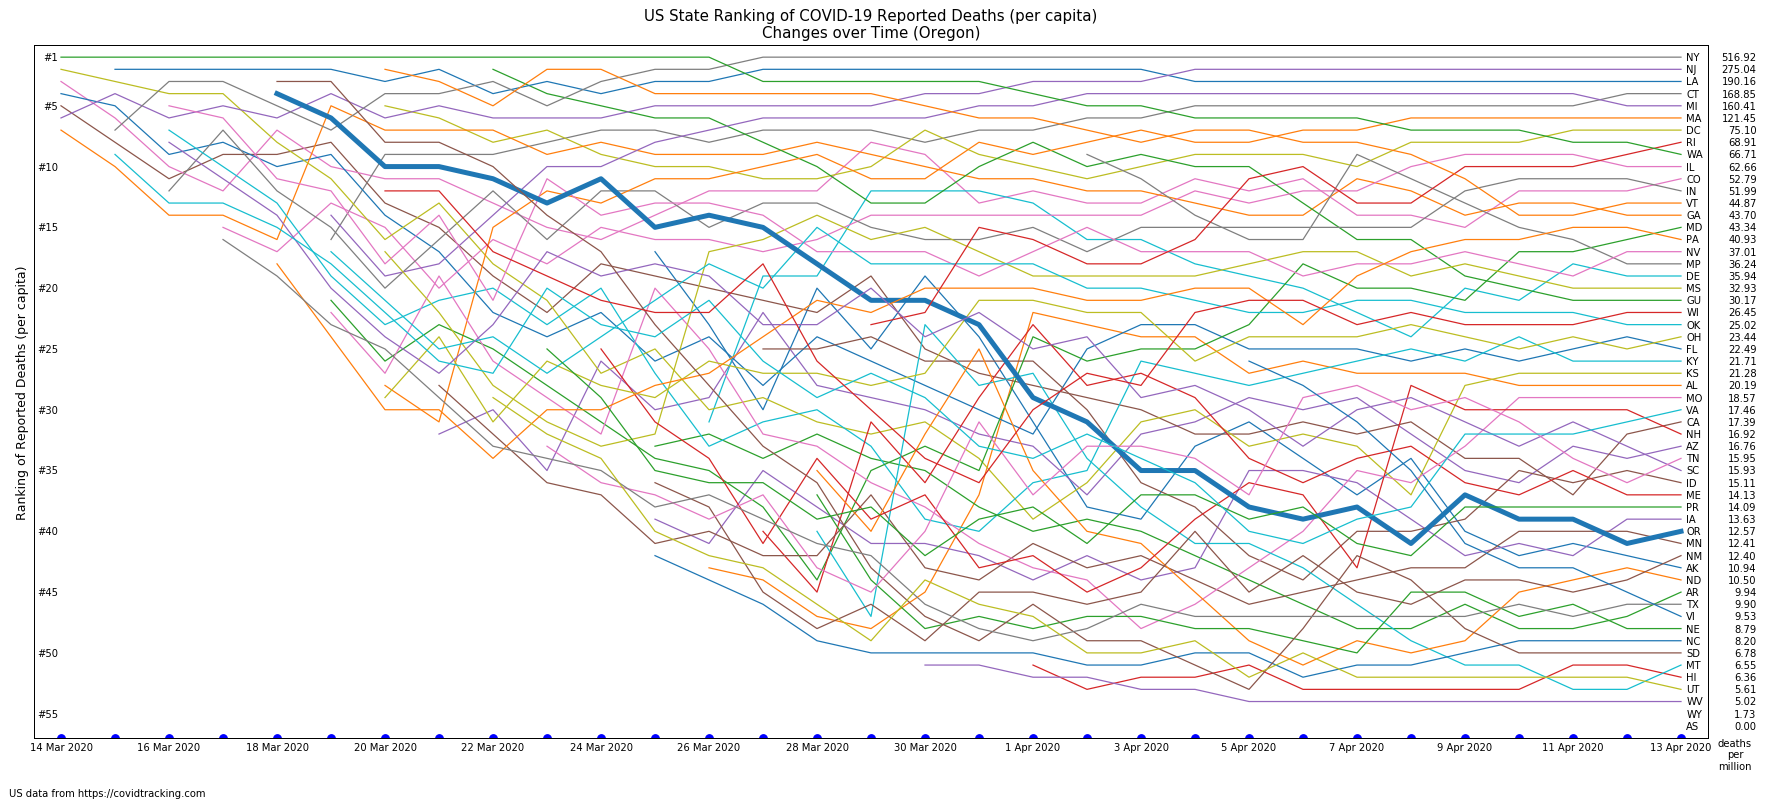 US State Ranking of COVID-19 Reported Deaths (per capita)
Changes over Time (Oregon)
Ranking of Reported Deaths (per capita)
#1
#5
#10
#15
#20
#25
#30
#35
#40
#45
#50
#55
NY 516.92
NJ 275.04
LA 190.16
CT 168.85
MI 160.41
MA 121.45
DC 75.10
RI 68.91
WA 66.71
IL 62.66
CO 52.79
IN 51.99
VT 44.87
GA 43.70
MD 43.34
PA 40.93
NV 37.01
MP 36.24
DE 35.94
MS 32.93
GU 30.17
WI 26.45
OK 25.02
OH 23.44
FL 22.49
KY 21.71
KS 21.28
AL 20.19
MO 18.57
VA 17.46
CA 17.39
NH 16.92
AZ 16.76
TN 15.95
SC 15.93
ID 15.11
ME 14.13
PR 14.09
IA 13.63
OR 12.57
MN 12.41
NM 12.40
AK 10.94
ND 10.50
AR 9.94
TX 9.90
VI 9.53
NE 8.79
NC 8.20
SD 6.78
MT 6.55
HI 6.36
UT 5.61
WV 5.02
WY 1.73
AS 0.00
14 Mar 2020 16 Mar 2020 18 Mar 2020 20 Mar 2020 22 Mar 2020 24 Mar 2020 26 Mar 2020 28 Mar 2020 30 Mar 2020 1 Apr 2020 3 Apr 2020 5 Apr 2020 7 Apr 2020 9 Apr 2020 11 Apr 2020 13 Apr 2020
deaths
per
million
US data from https://covidtracking.com